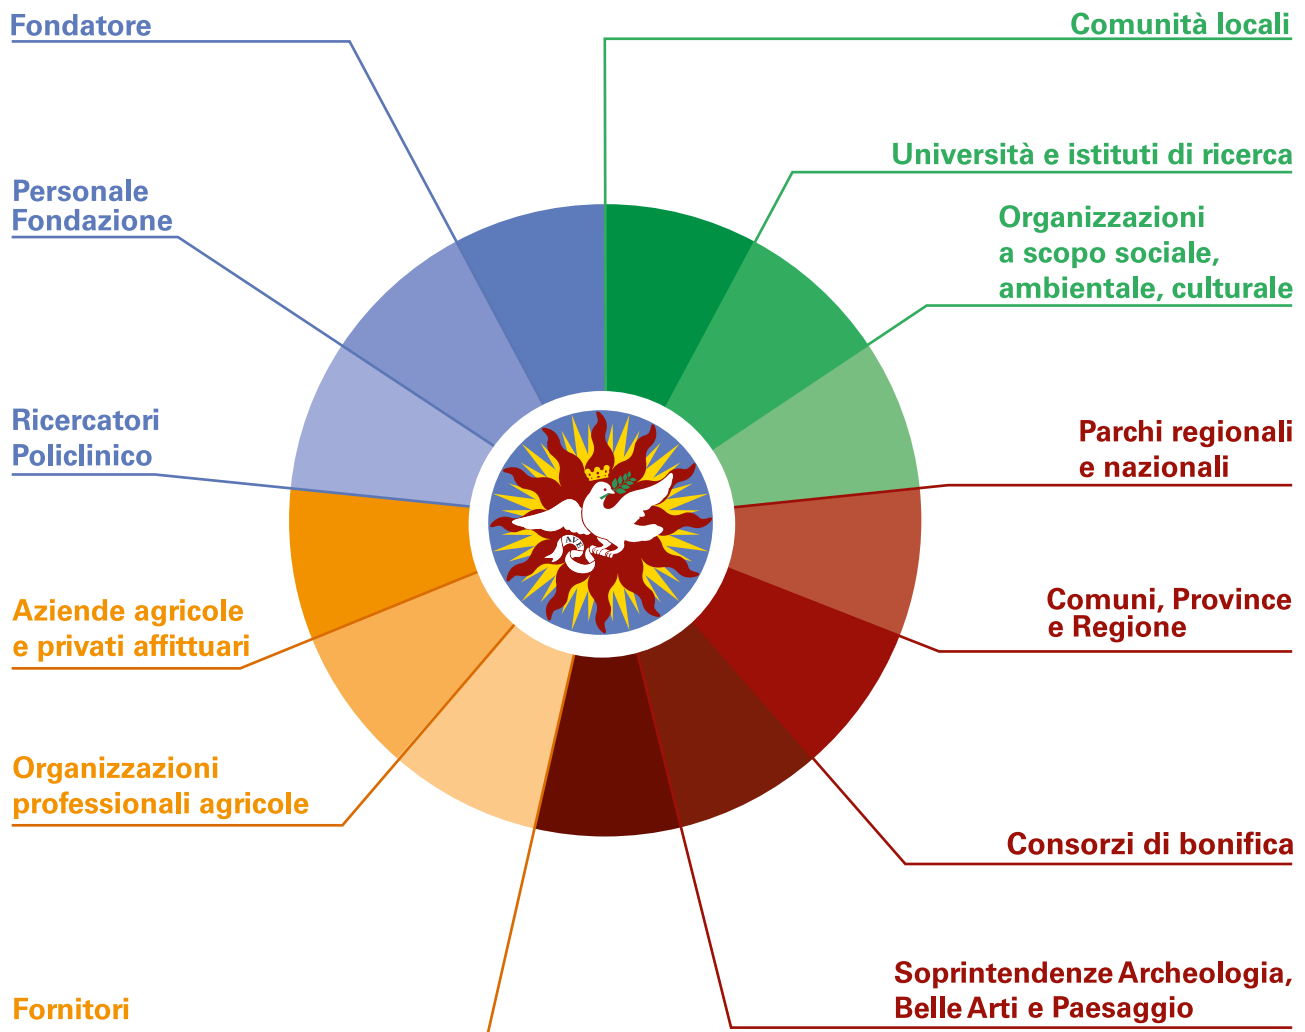 Fondatore
Personale
Fondazione
Ricercatori
Policlinico
Aziende agricole
e privati affittuari
Organizzazioni
professionali agricole
Fornitori
Comunità locali
Università e istituti di ricerca
Organizzazioni
a scopo sociale,
ambientale, culturale
Parchi regionali
e nazionali
Comuni, Province
e Regione
Consorzi di bonifica
Soprintendenze Archeologia,
Belle Arti e Paesaggio
AVE